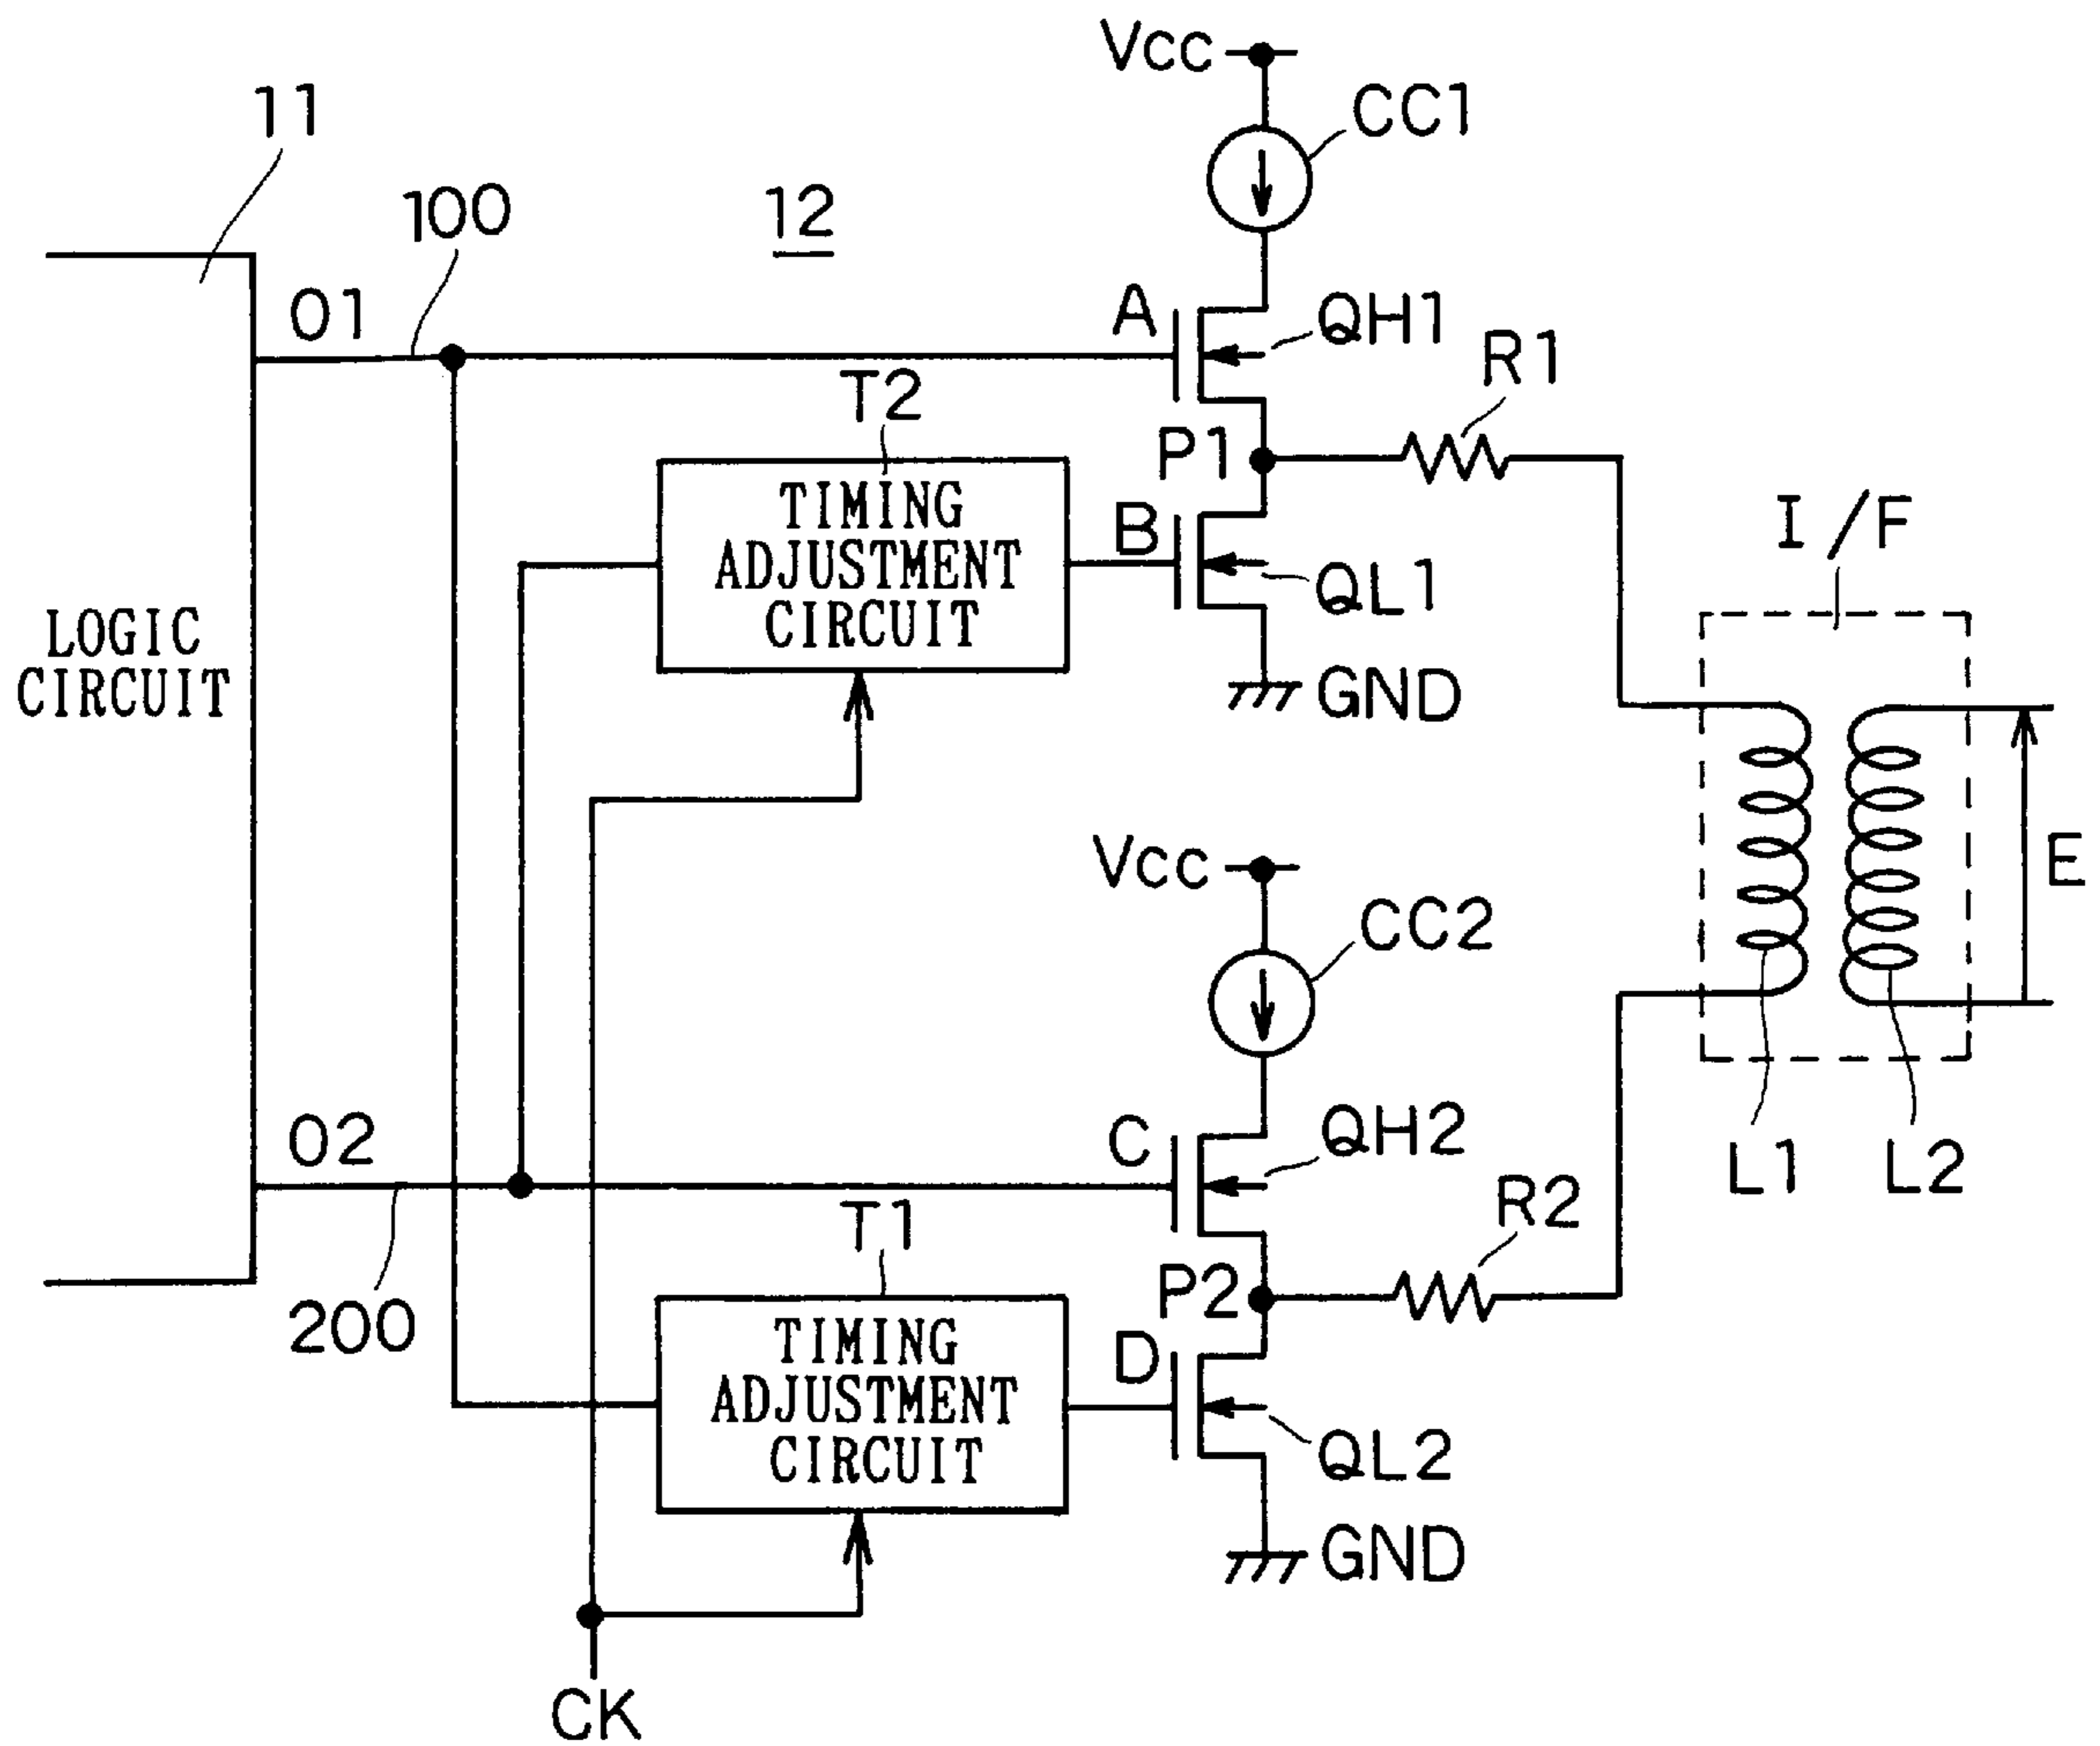 Vcc
CC1
11
100
12
O1
A
QH1
R1
T2
P1
TIMING
ADJUSTMENT
CIRCUIT
B
QL1
I/F
LOGIC
CIRCUIT
GND
Vcc
CC2
E
O2
C
QH2
L1
L2
T1
R2
P2
200
TIMING
ADJUSTMENT
CIRCUIT
D
QL2
GND
CK